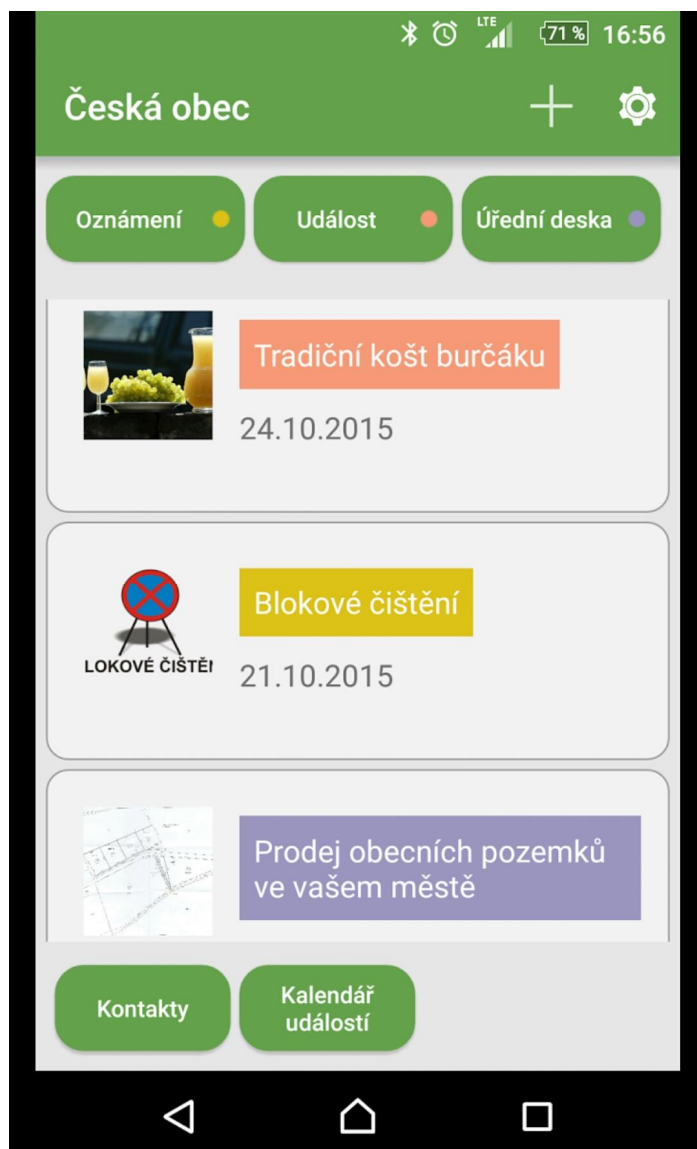 LTE 71 % 16:56
Česká obec
Oznámení
Událost
Úřední deska
Tradiční košt burčáku
24.10.2015
Blokové čištění
LOKOVÉ ČIŠTĚN
21.10.2015
Prodej obecních pozemků
ve vašem městě
Kontakty
Kalendář
událostí